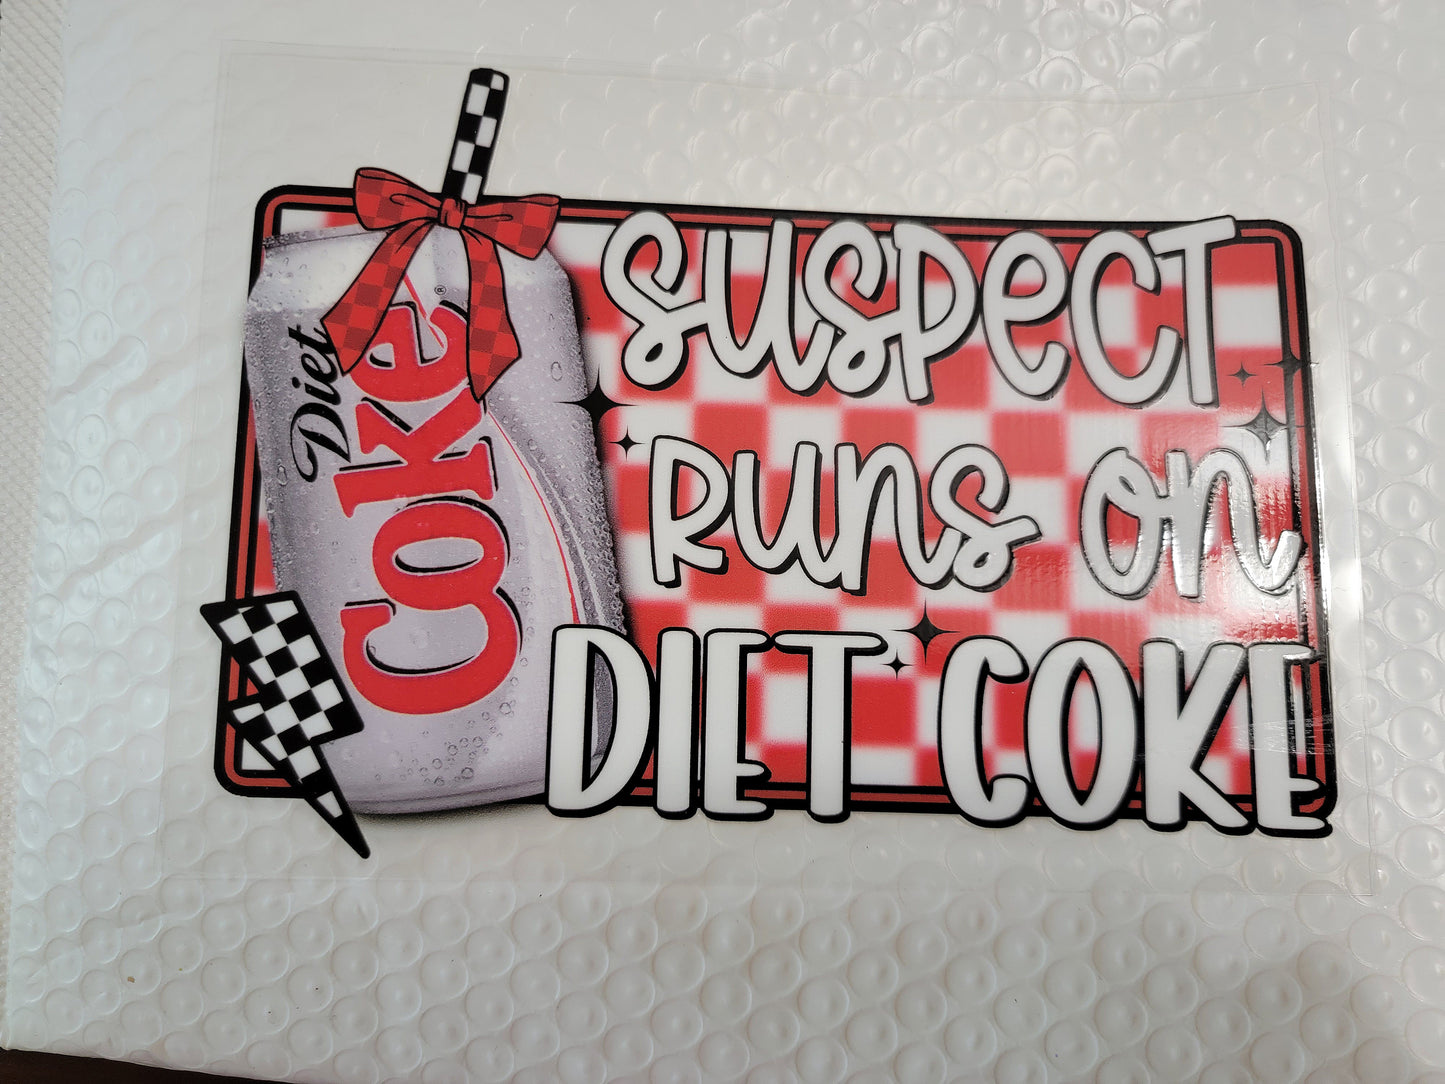 Diet
Coke®
SUSPECT
RUNS ON
DIET COKE